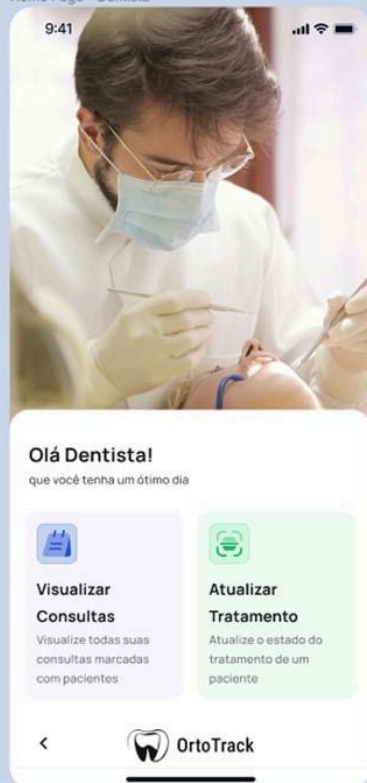 9:41
Olá Dentista!
que você tenha um ótimo dia
Visualizar
Consultas
Visualize todas suas
consultas marcadas
com pacientes
Atualizar
Tratamento
Atualize o estado do
tratamento de um
paciente
OrtoTrack